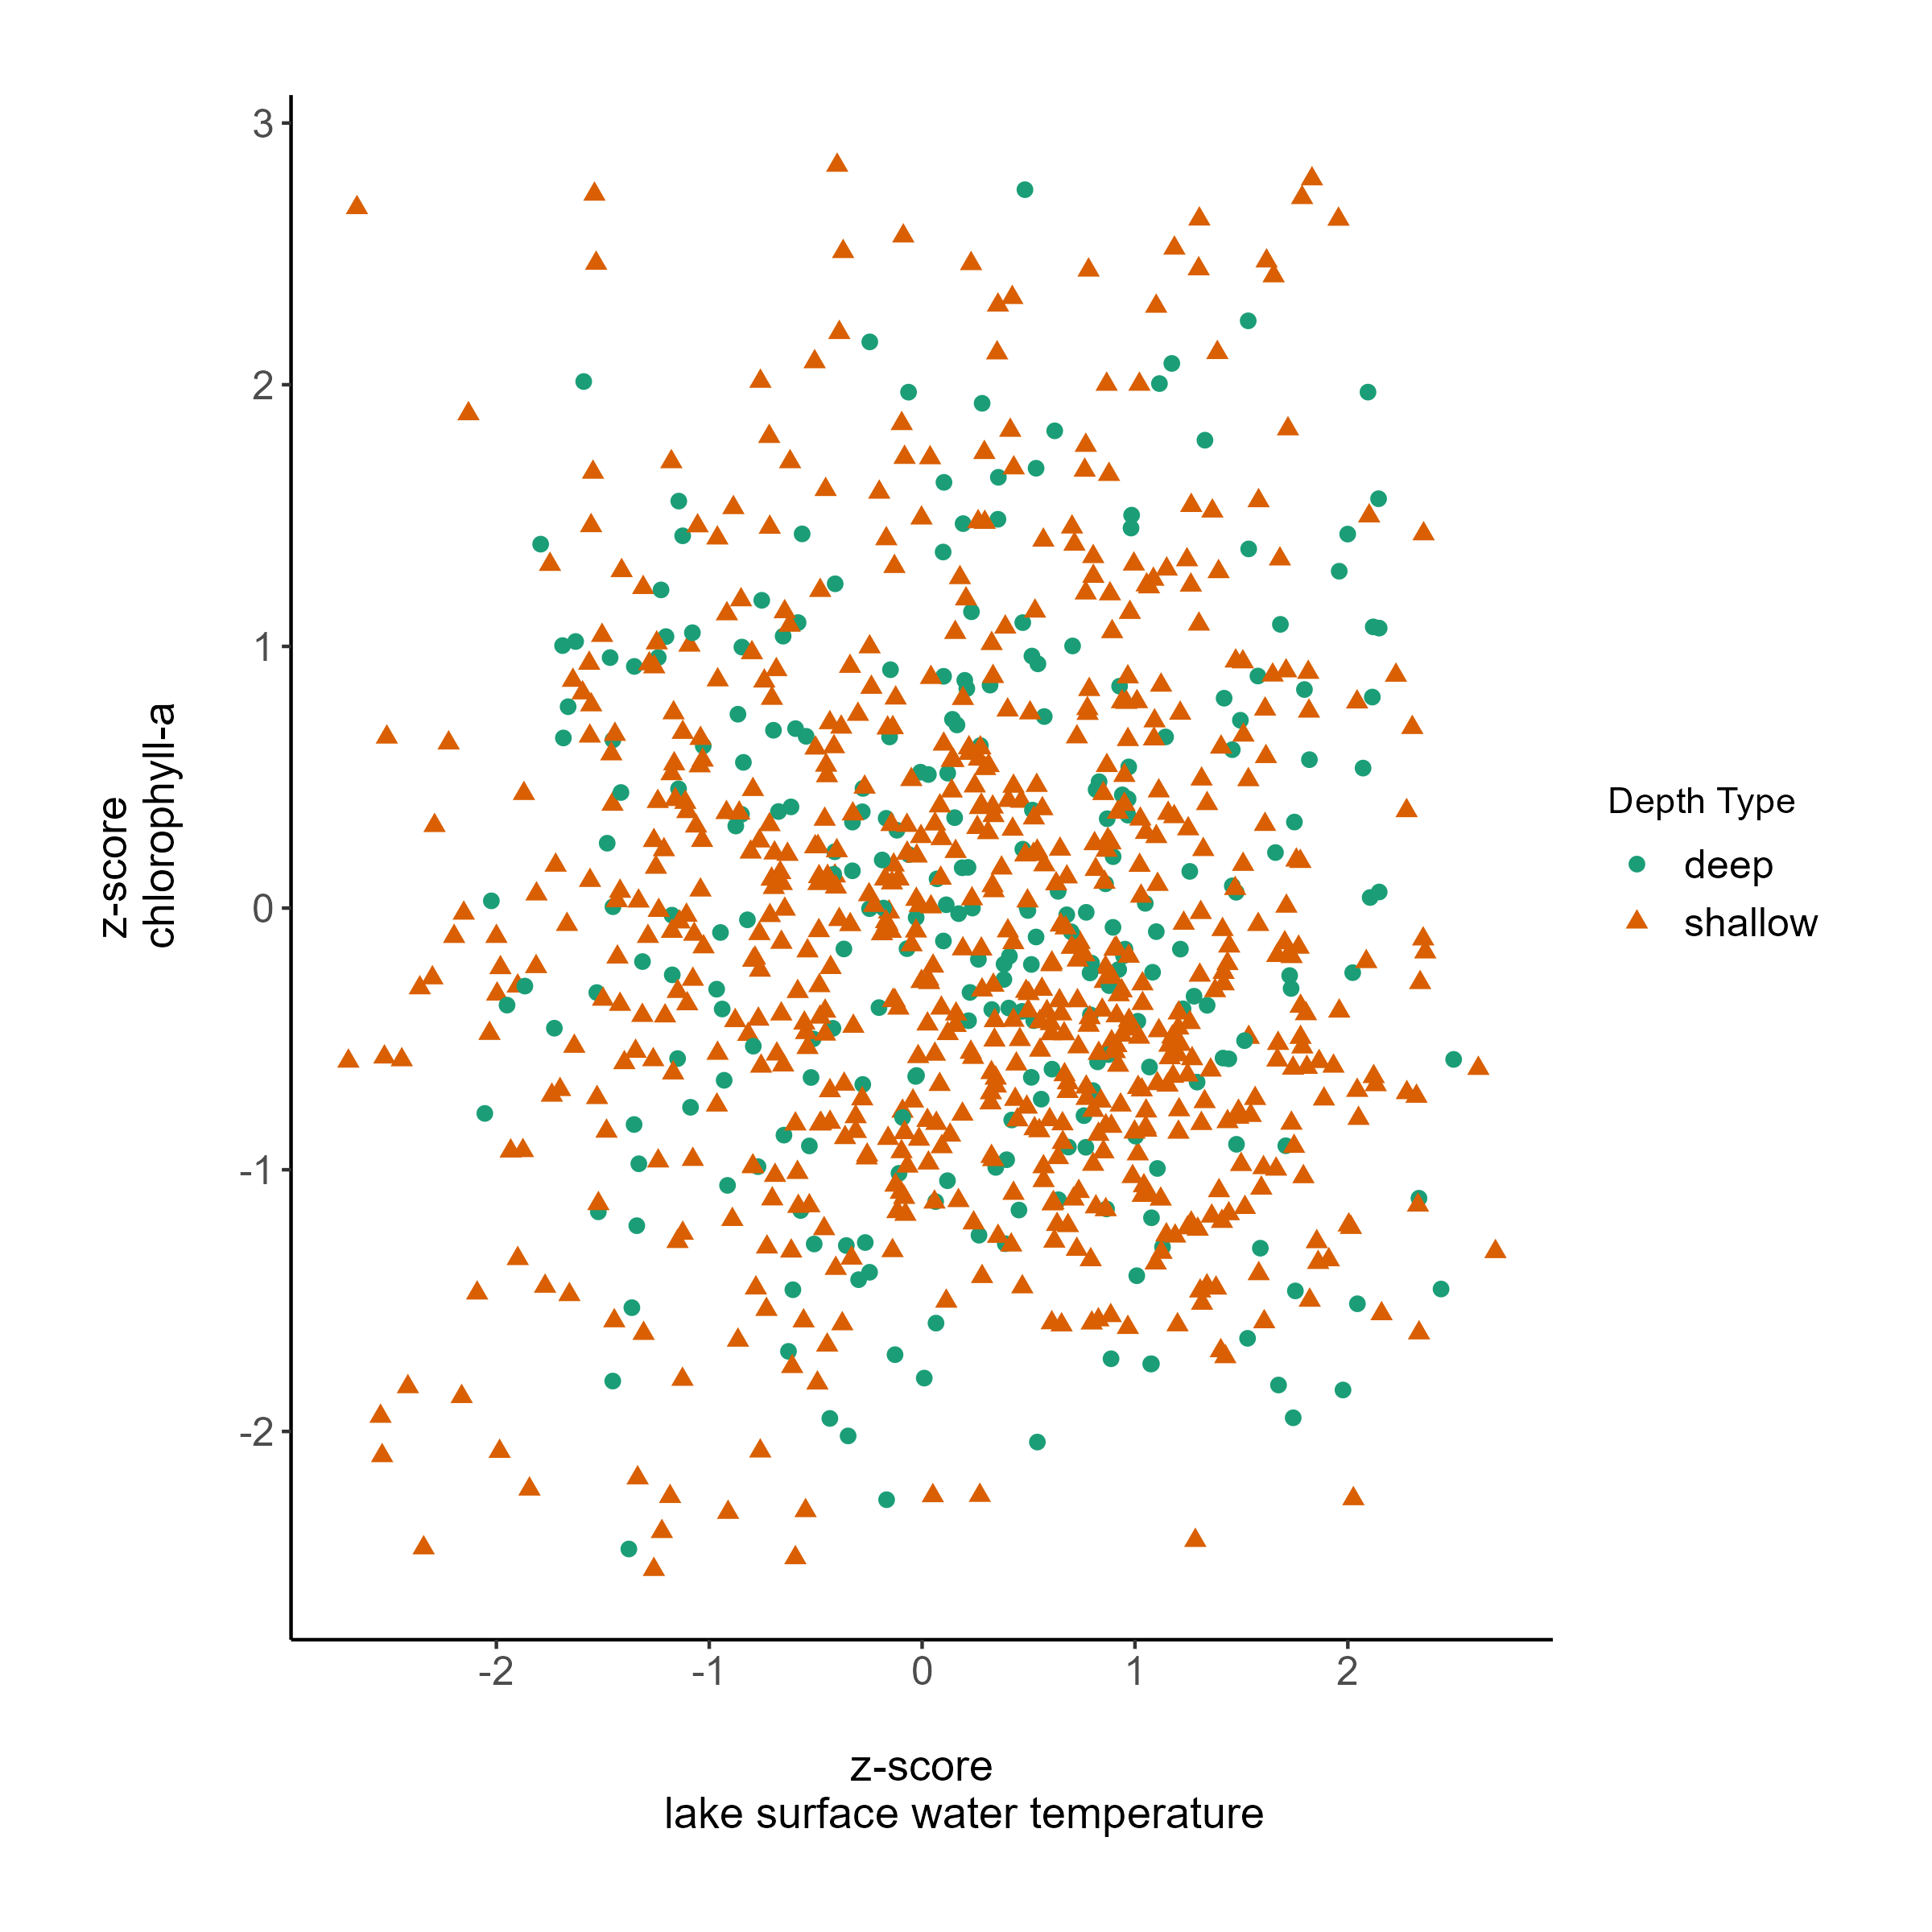 z-score
chlorophyll-a
3
2
1
0
-1
-2
-2
-1
0
1
2
z-score
lake surface water temperature
Depth Type
deep
shallow